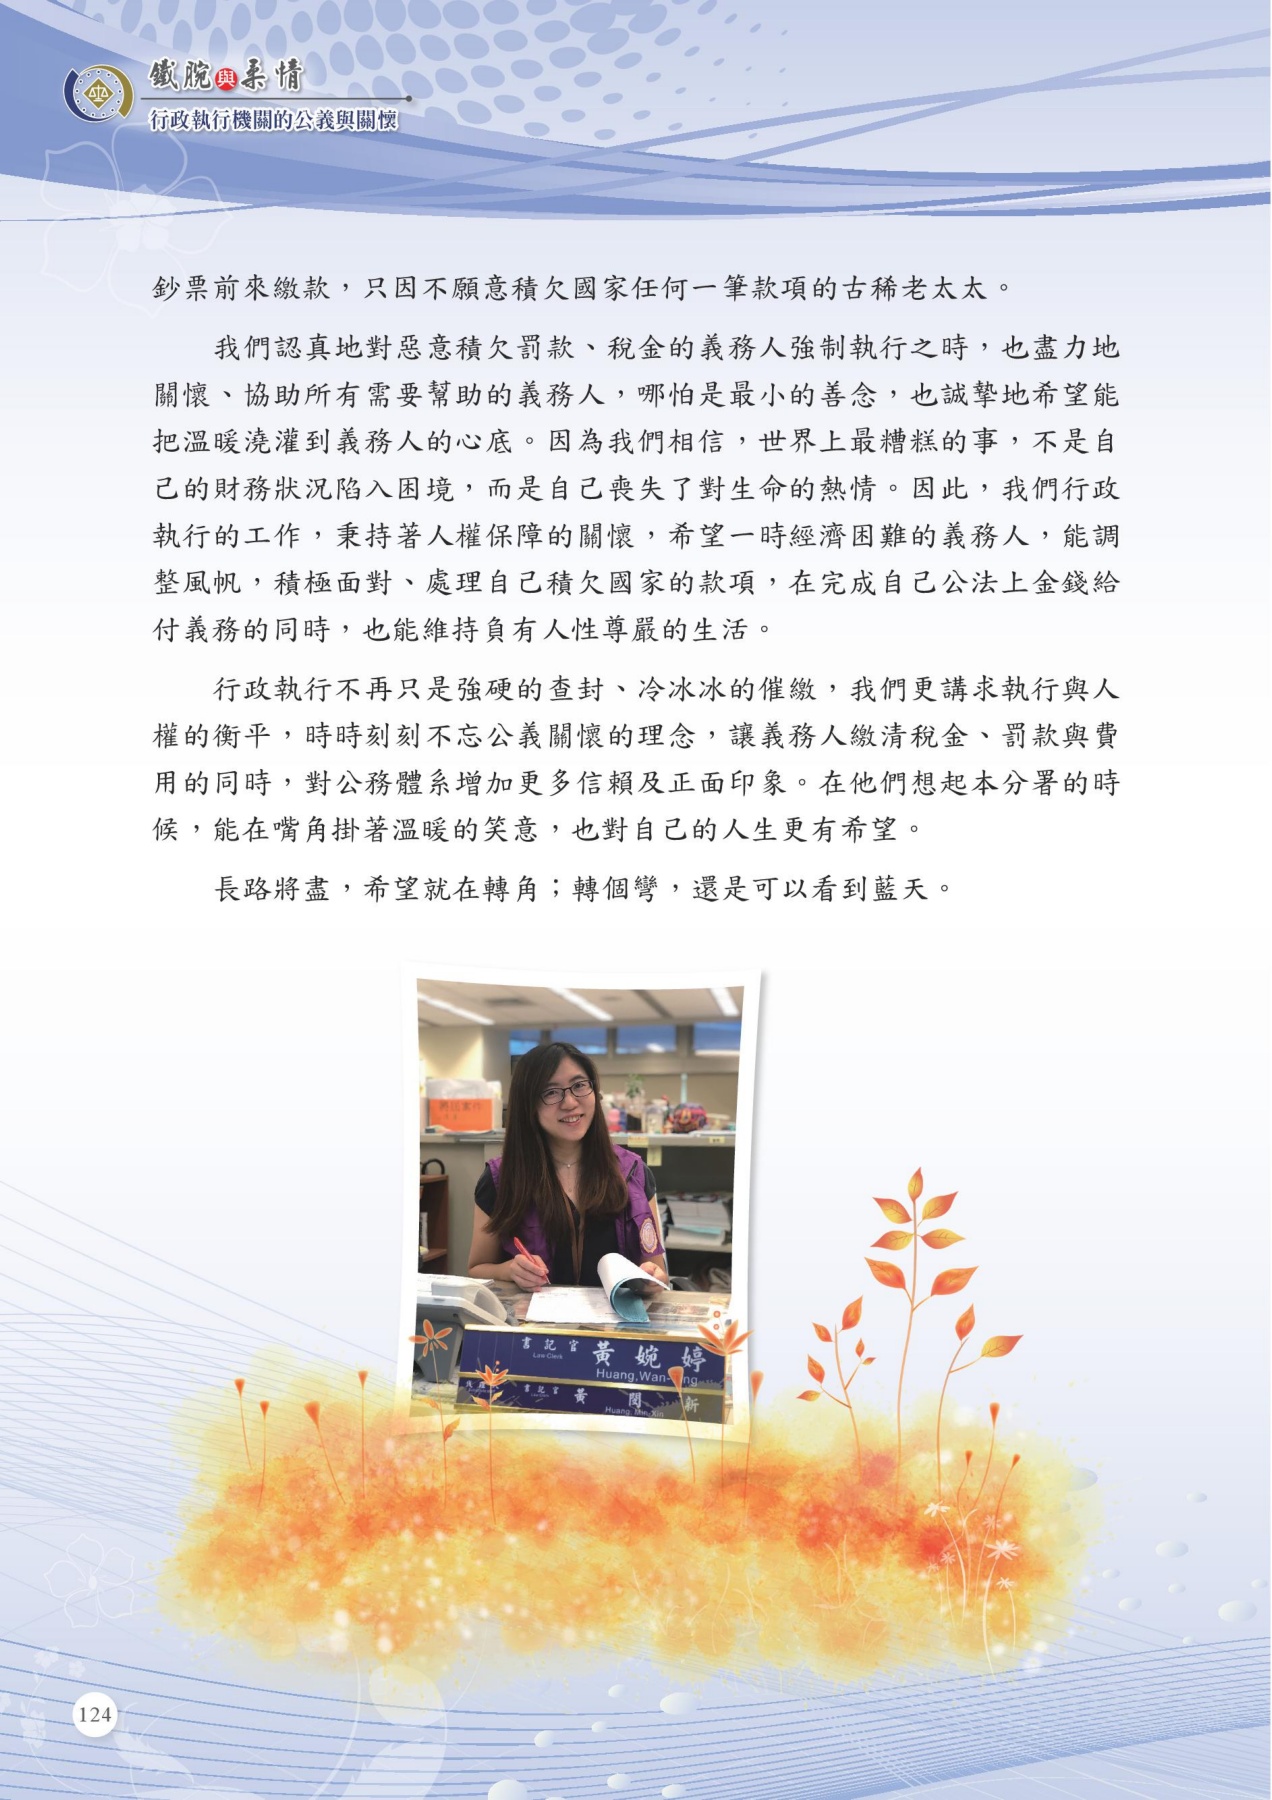 鐵腕與柔情
行政執行機關的公義與關懷
鈔票前來繳款，只因不願意積欠國家任何一筆款項的古稀老太太。
我們認真地對惡意積欠罰款、稅金的義務人強制執行之時，也盡力地
關懷、協助所有需要幫助的義務人，哪怕是最小的善念，也誠摯地希望能
把溫暖澆灌到義務人的心底。因為我們相信，世界上最糟糕的事，不是自
己的財務狀況陷入困境，而是自己喪失了對生命的熱情。因此，我們行政
執行的工作，秉持著人權保障的關懷，希望一時經濟困難的義務人，能調
整風帆，積極面對、處理自己積欠國家的款項，在完成自己公法上金錢給
付義務的同時，也能維持負有人性尊嚴的生活。
行政執行不再只是強硬的查封、冷冰冰的催繳，我們更講求執行與人
權的衡平，時時刻刻不忘公義關懷的理念，讓義務人繳清稅金、罰款與費
用的同時，對公務體系增加更多信賴及正面印象。在他們想起本分署的時
候，能在嘴角掛著溫暖的笑意，也對自己的人生更有希望。
長路將盡，希望就在轉角；轉個彎，還是可以看到藍天。
書記官 黃婉婷
Law Clerk Huang, Wan-
書記官 黃閔新
Huang, Min-Xin
124